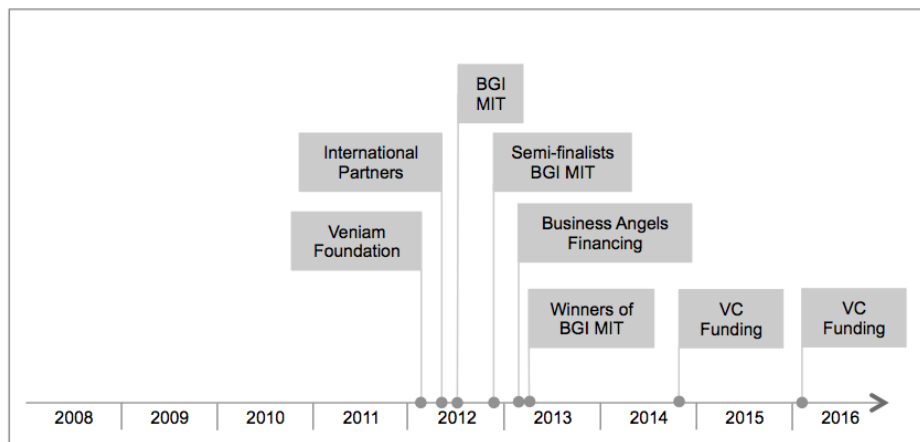 BGI
MIT
International
Partners
Semi-finalists
BGI MIT
Veniam
Foundation
Business Angels
Financing
Winners of
BGI MIT
VC
Funding
VC
Funding
2008 2009 2010 2011 2012 2013 2014 2015 2016